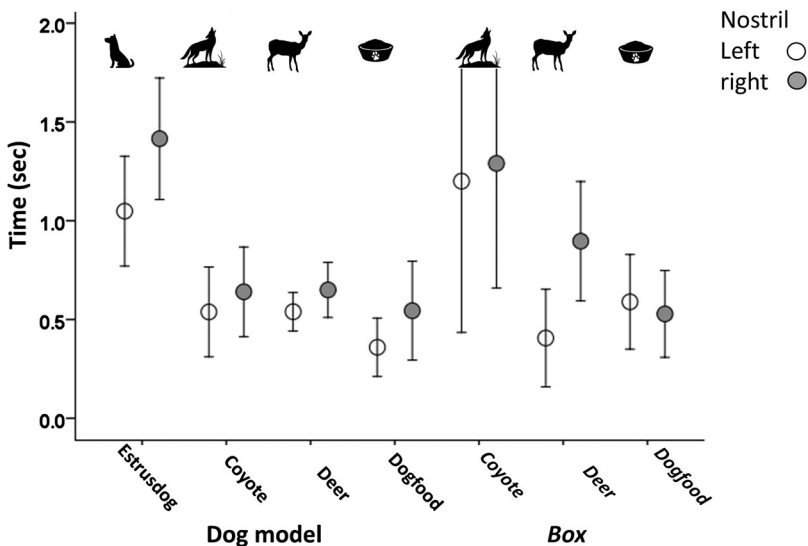 Nostril
Left
right
2.0
1.5
1.0
0.5
0.0
Time (sec)
Estrusdog
Coyote
Deer
Dogfood
Coyote
Deer
Dogfood
Dog model
Box